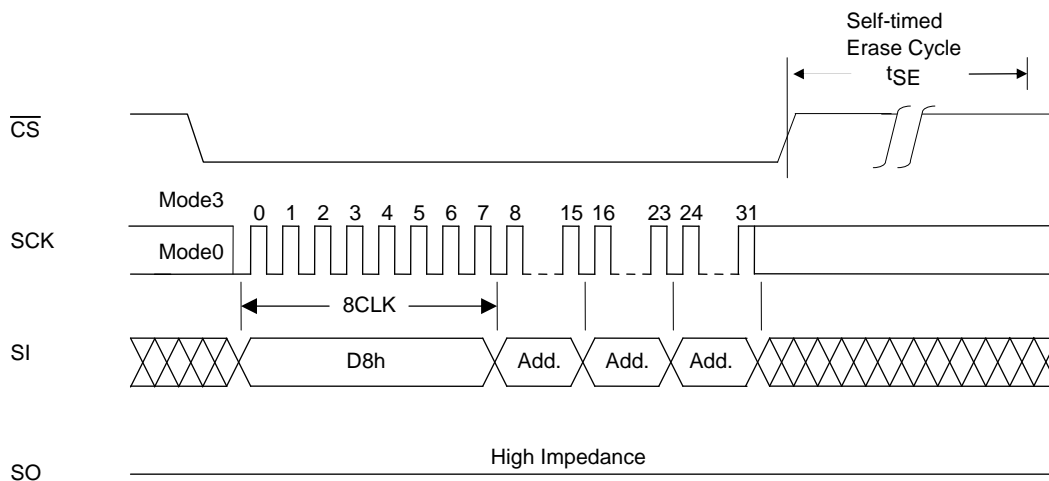 Self-timed
Erase Cycle
tSE
CS
Mode3
0 1 2 3 4 5 6 7 8 15 16 23 24 31
SCK
Mode0
8CLK
SI
D8h Add. Add. Add.
High Impedance
SO